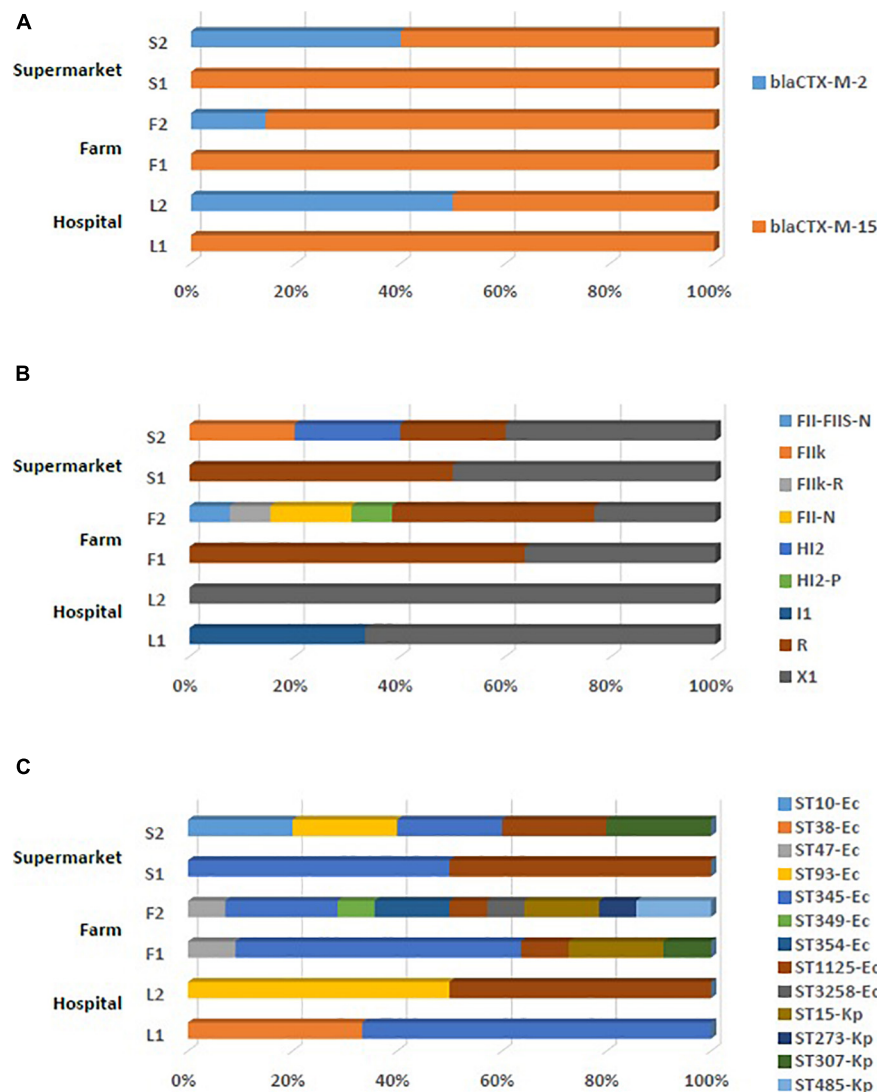 A
S2
Supermarket
S1
F2
Farm
F1
L2
Hospital
L1
0% 20% 40% 60% 80% 100%
blaCTX-M-2
blaCTX-M-15
B
S2
Supermarket
S1
F2
Farm
F1
L2
Hospital
L1
0% 20% 40% 60% 80% 100%
FII-FIIS-N
FIIk
FIIk-R
FII-N
HI2
HI2-P
I1
R
X1
C
S2
Supermarket
S1
F2
Farm
F1
L2
Hospital
L1
0% 20% 40% 60% 80% 100%
ST10-Ec
ST38-Ec
ST47-Ec
ST93-Ec
ST345-Ec
ST349-Ec
ST354-Ec
ST1125-Ec
ST3258-Ec
ST15-Kp
ST273-Kp
ST307-Kp
ST485-Kp